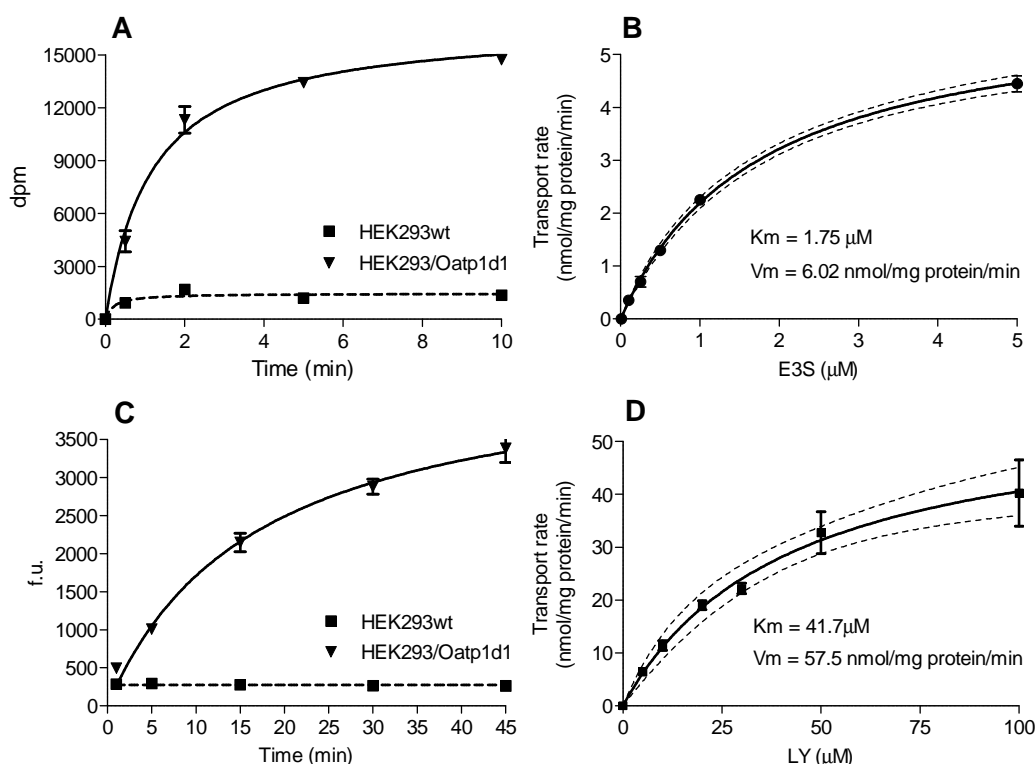 A
15000
12000
9000
6000
3000
0
dpm
0 2 4 6 8 10
Time (min)
HEK293wt
HEK293/Oatp1d1
B
5
4
3
2
1
0
Transport rate
(nmol/mg protein/min)
0 1 2 3 4 5
E3S (μM)
Km = 1.75 μM
Vm = 6.02 nmol/mg protein/min
C
3500
3000
2500
2000
1500
1000
500
0
f.u.
0 5 10 15 20 25 30 35 40 45
Time (min)
HEK293wt
HEK293/Oatp1d1
D
50
40
30
20
10
0
Transport rate
(nmol/mg protein/min)
0 25 50 75 100
LY (μM)
Km = 41.7μM
Vm = 57.5 nmol/mg protein/min